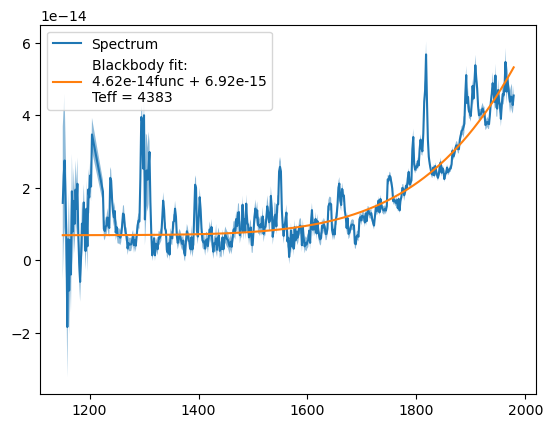 1e−14
6
4
2
0
−2
Spectrum
Blackbody fit:
4.62e-14func + 6.92e-15
Teff = 4383
1200
1400
1600
1800
2000